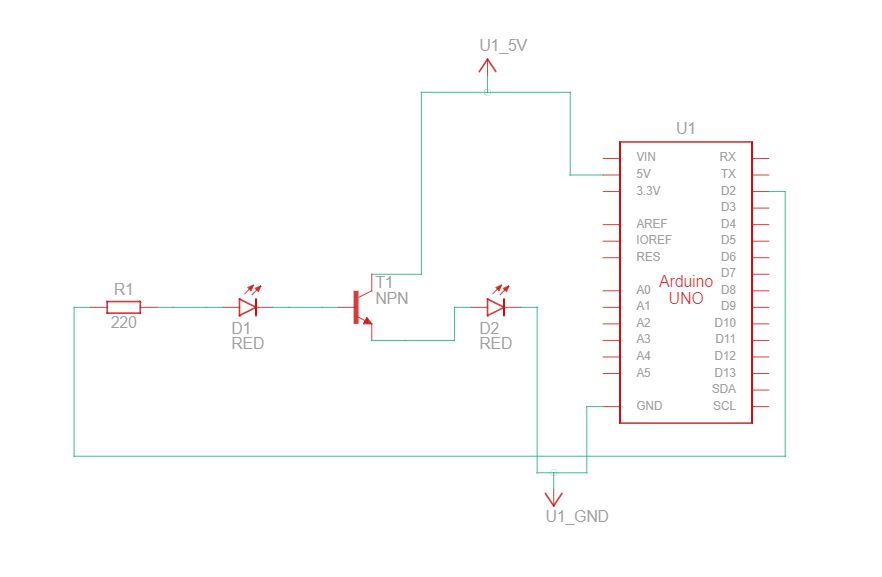 U1_5V
U1
VIN RX
5V TX
3.3V D2
D3
AREF D4
IOREF D5
RES D6
D7
Arduino
UNO
A0 D8
A1 D9
A2 D10
A3 D11
A4 D12
A5 D13
SDA
GND SCL
T1
NPN
R1
220
D1
RED
D2
RED
U1_GND